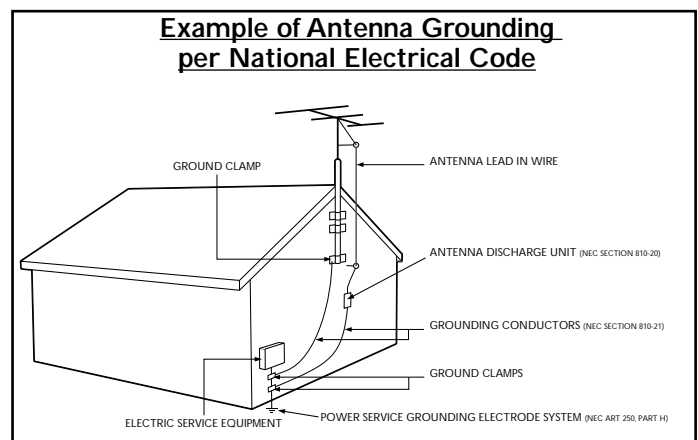 Example of Antenna Grounding
per National Electrical Code
GROUND CLAMP
ANTENNA LEAD IN WIRE
ANTENNA DISCHARGE UNIT (NEC SECTION 810-20)
GROUNDING CONDUCTORS (NEC SECTION 810-21)
GROUND CLAMPS
ELECTRIC SERVICE EQUIPMENT
POWER SERVICE GROUNDING ELECTRODE SYSTEM (NEC ART 250, PART H)